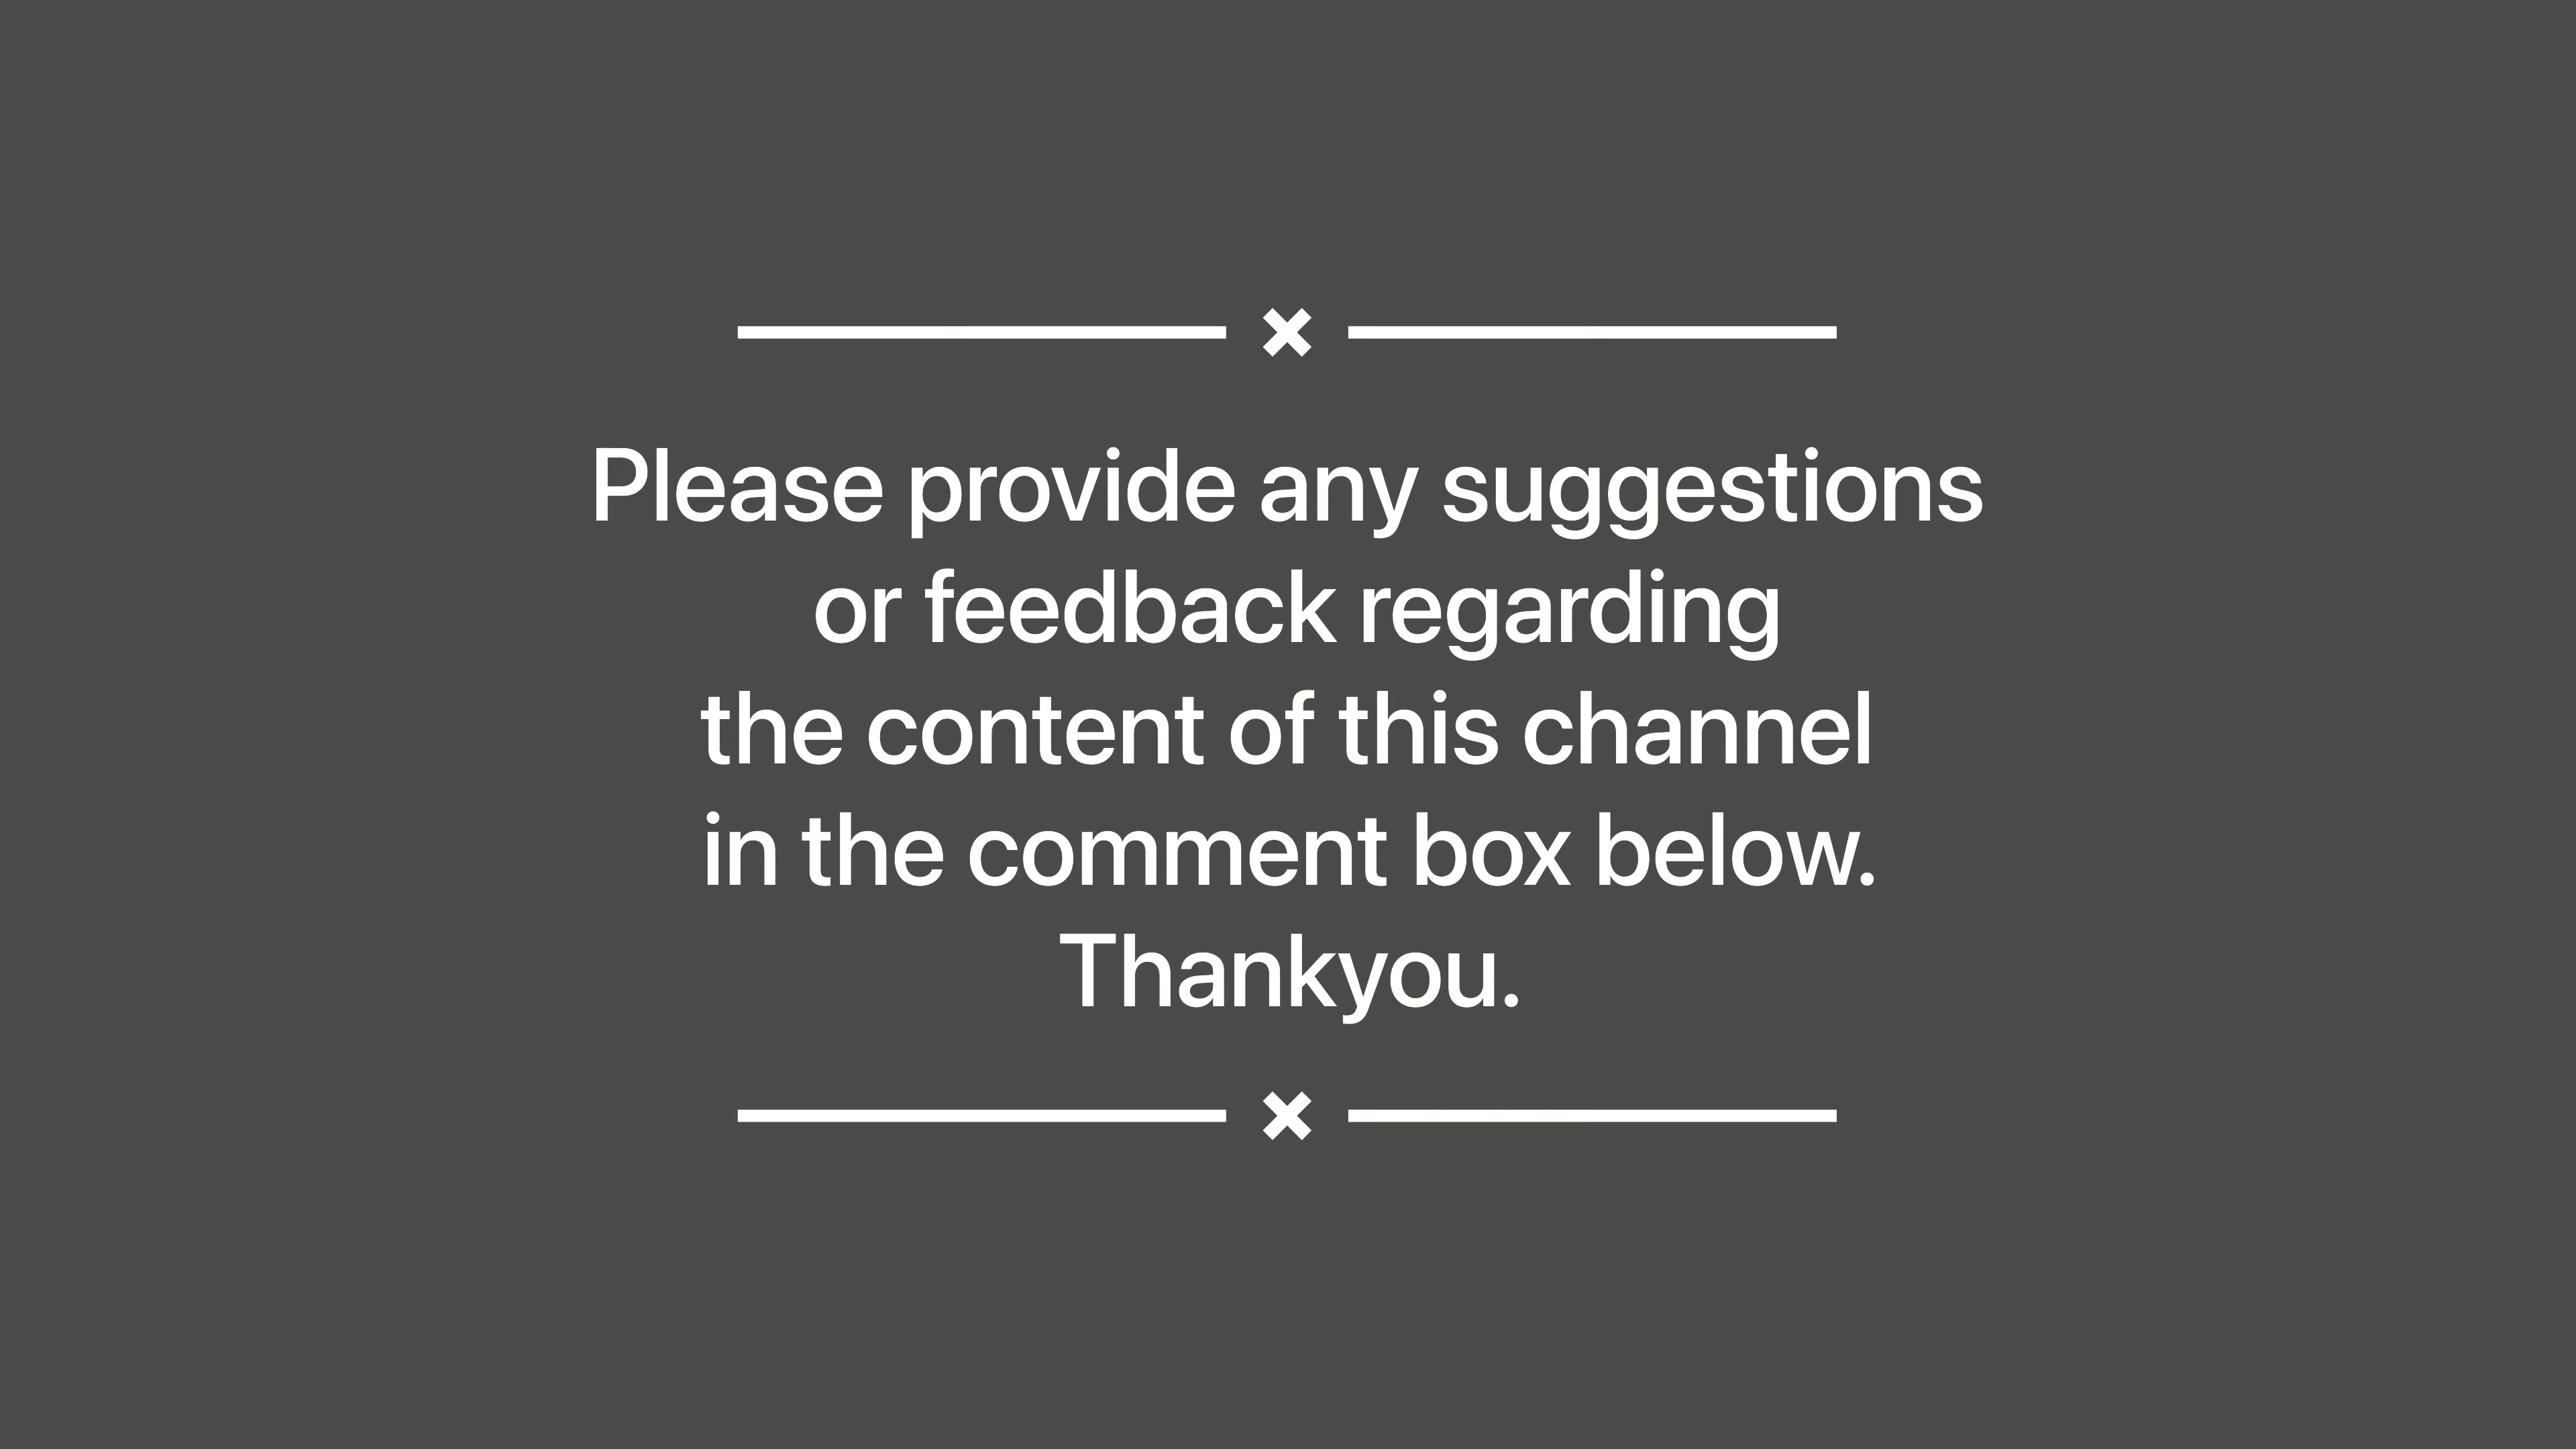 Please provide any suggestions
or feedback regarding
the content of this channel
in the comment box below.
Thankyou.